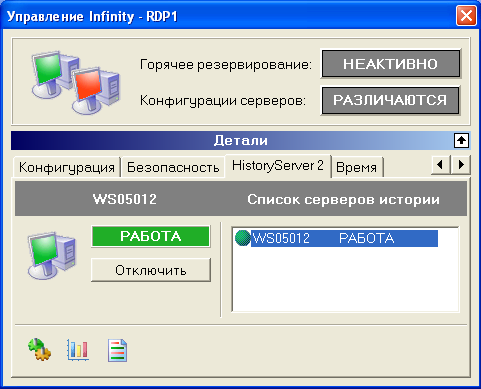 Управление Infinity - RDP1
Горячее резервирование: НЕАКТИВНО
Конфигурации серверов: РАЗЛИЧАЮТСЯ
Детали
Конфигурация Безопасность HistoryServer 2 Время
WS05012 Список серверов истории
РАБОТА WS05012 РАБОТА
Отключить